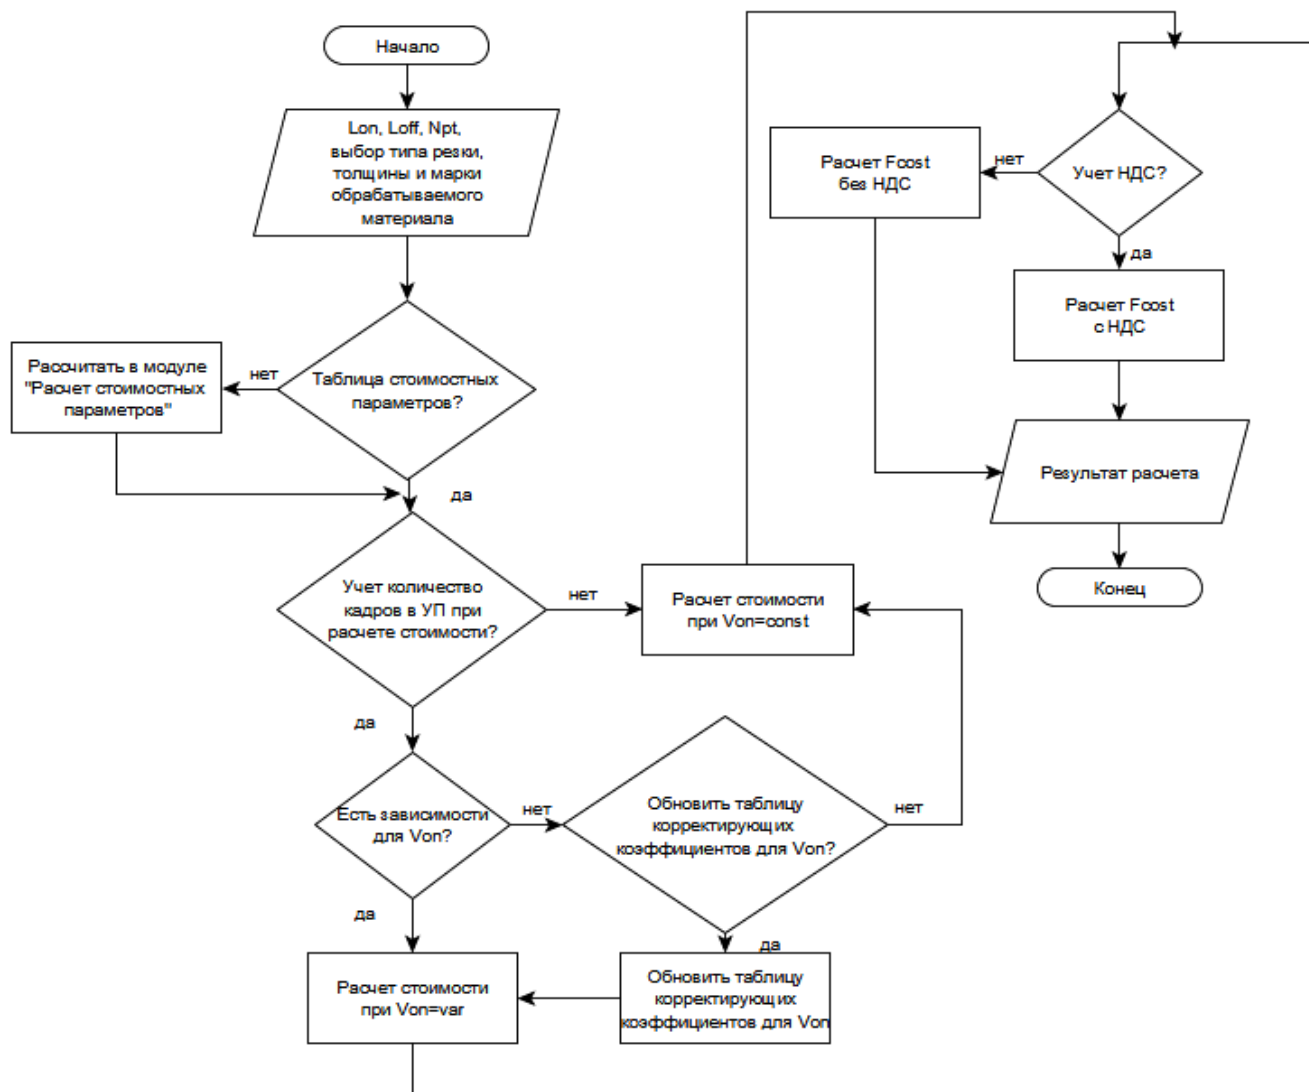 Начало
Lon, Loff, Npt,
выбор типа резки,
толщины и марки
обрабатываемого
материала
Таблица стоимостных
параметров?
нет
Рассчитать в модуле
"Расчет стоимостных
параметров"
да
Учет количество
кадров в УП при
расчете стоимости?
нет
Расчет стоимости
при Von=const
да
Есть зависимости
для Von?
нет
Обновить таблицу
корректирующих
коэффициентов для Von?
нет
да
да
Расчет стоимости
при Von=var
Обновить таблицу
корректирующих
коэффициентов для Von
Учет НДС?
нет
Расчет Fcost
без НДС
да
Расчет Fcost
с НДС
Результат расчета
Конец